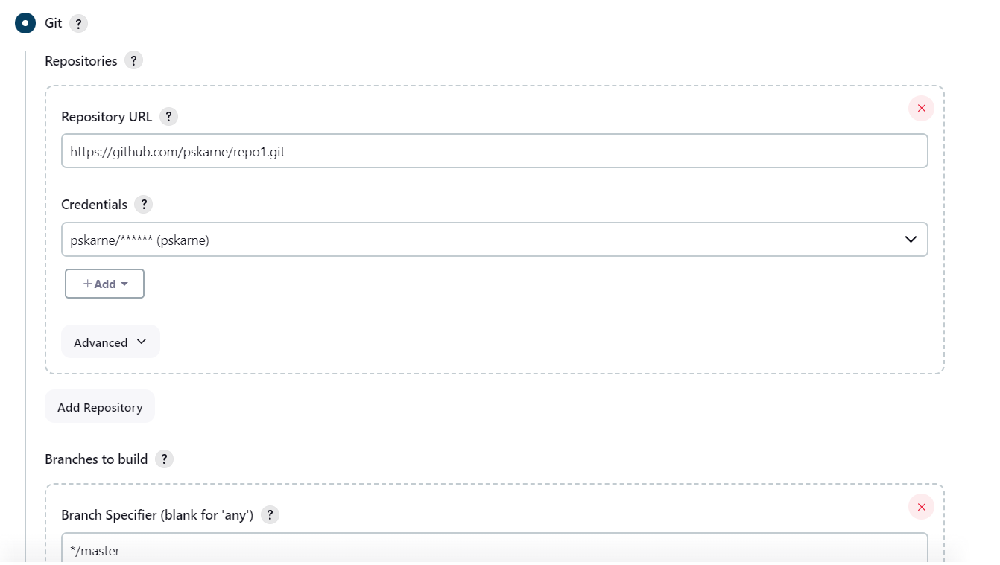 Git ?
Repositories ?
Repository URL ?
https://github.com/pskarne/repo1.git
Credentials ?
pskarne/****** (pskarne)
+ Add
Advanced
Add Repository
Branches to build ?
Branch Specifier (blank for 'any') ?
*/master